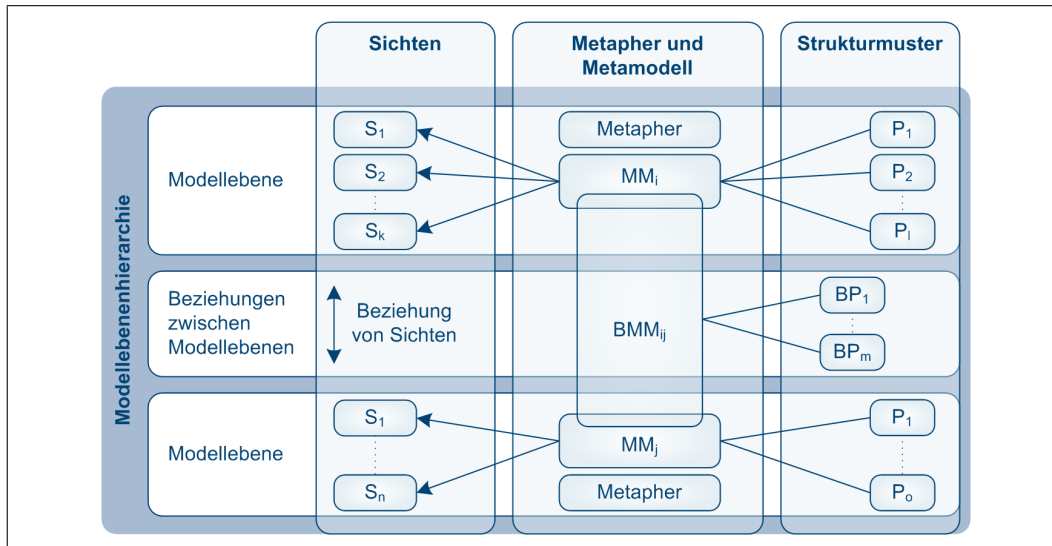 Sichten
Metapher und
Metamodell
Strukturmuster
Modellebenenhierarchie
Modellebene
S1
S2
Sk
Metapher
MMi
P1
P2
Pl
Beziehungen
zwischen
Modellebenen
Beziehung
von Sichten
BMMij
BP1
BPm
Modellebene
S1
Sn
MMj
Metapher
P1
Po